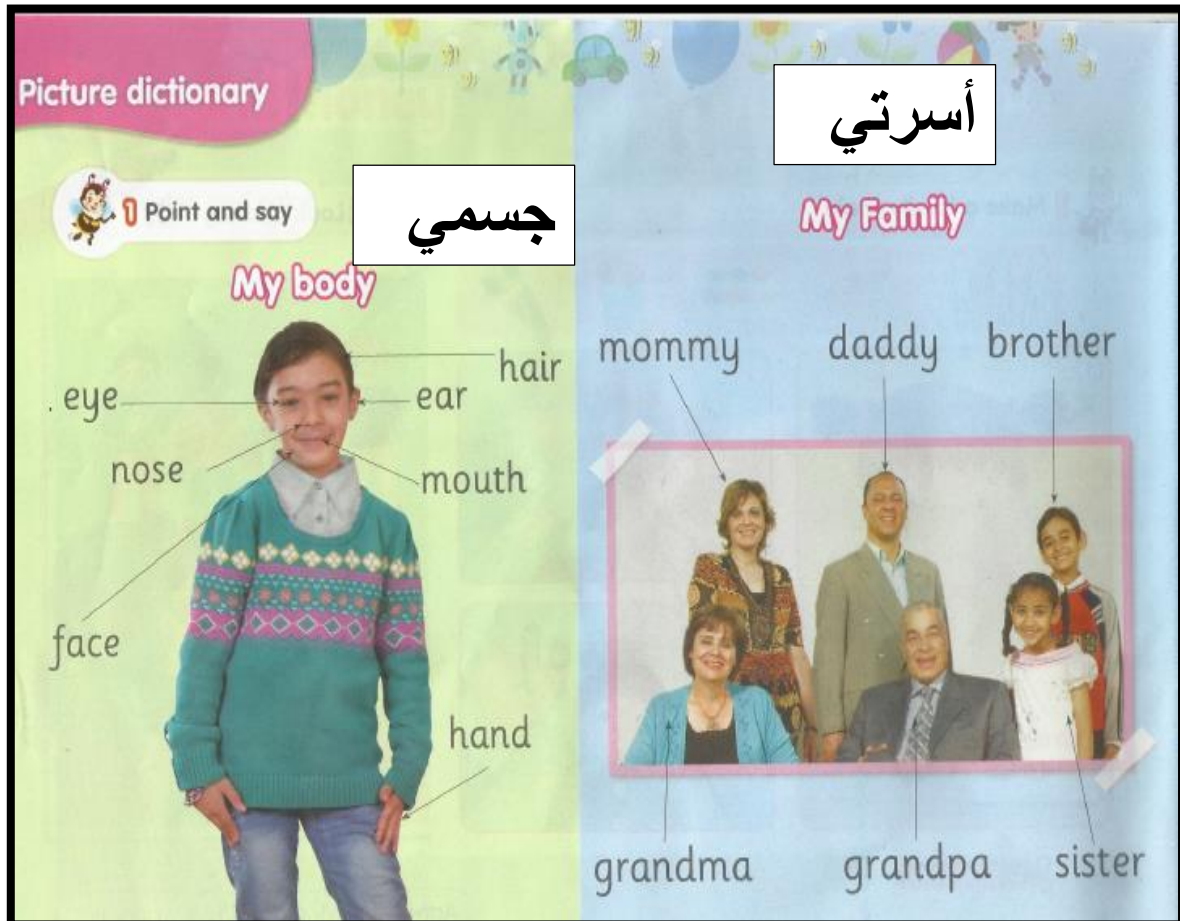 Picture dictionary
1 Point and say
جسمي
My body
hair
eye
ear
nose
mouth
face
hand
أسرتي
My Family
mommy
daddy
brother
grandma
grandpa
sister